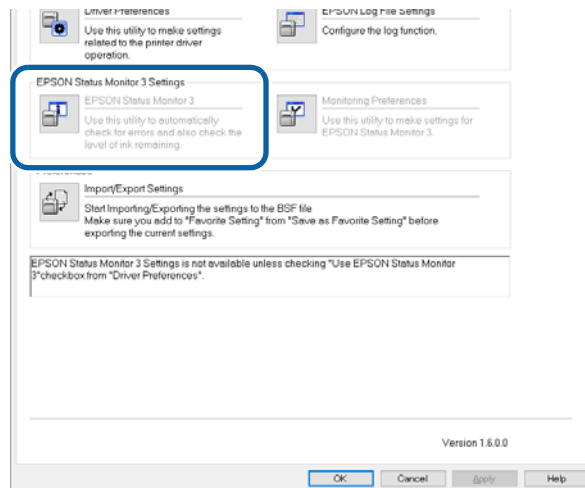 Driver Preferences
EPSON Log File Settings
Use this utility to make settings
related to the printer driver
operation.
Configure the log function.
EPSON Status Monitor 3 Settings
EPSON Status Monitor 3
Use this utility to automatically
check for errors and also check the
level of ink remaining.
Monitoring Preferences
Use this utility to make settings for
EPSON Status Monitor 3.
Preferences
Import/Export Settings
Start Importing/Exporting the settings to the BSF file
Make sure you add to "Favorite Setting" from "Save as Favorite Setting" before
exporting the current settings.
EPSON Status Monitor 3 Settings is not available unless checking "Use EPSON Status Monitor
3"checkbox from "Driver Preferences".
Version 1.6.0.0
OK
Cancel
Apply
Help